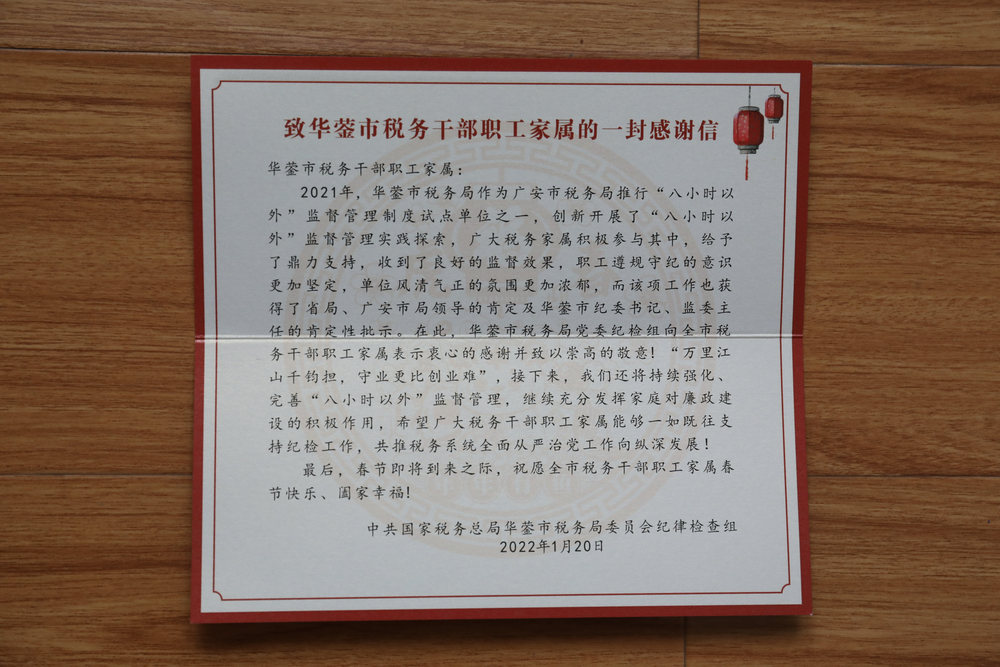 致华蓥市税务干部职工家属的一封感谢信
华蓥市税务干部职工家属：
2021年，华蓥市税务局作为广安市税务局推行“八小时以
外”监督管理制度试点单位之一，创新开展了“八小时以
外”监督管理实践探索，广大税务家属积极参与其中，给予
了鼎力支持，收到了良好的监督效果，职工遵规守纪的意识
更加坚定，单位风清气正的氛围更加浓郁，而该项工作也获
得了省局、广安市局领导的肯定及华蓥市纪委书记、监委主
任的肯定性批示。在此，华蓥市税务局党委纪检组向全市税
务干部职工家属表示衷心的感谢并致以崇高的敬意！“万里江
山千钧担，守业更比创业难”，接下来，我们还将持续强化、
完善“八小时以外”监督管理，继续充分发挥家庭对廉政建
设的积极作用，希望广大税务干部职工家属能够一如既往支
持纪检工作，共推税务系统全面从严治党工作向纵深发展！
最后，春节即将到来之际，祝愿全市税务干部职工家属春
节快乐、阖家幸福！
中共国家税务总局华蓥市税务局委员会纪律检查组
2022年1月20日